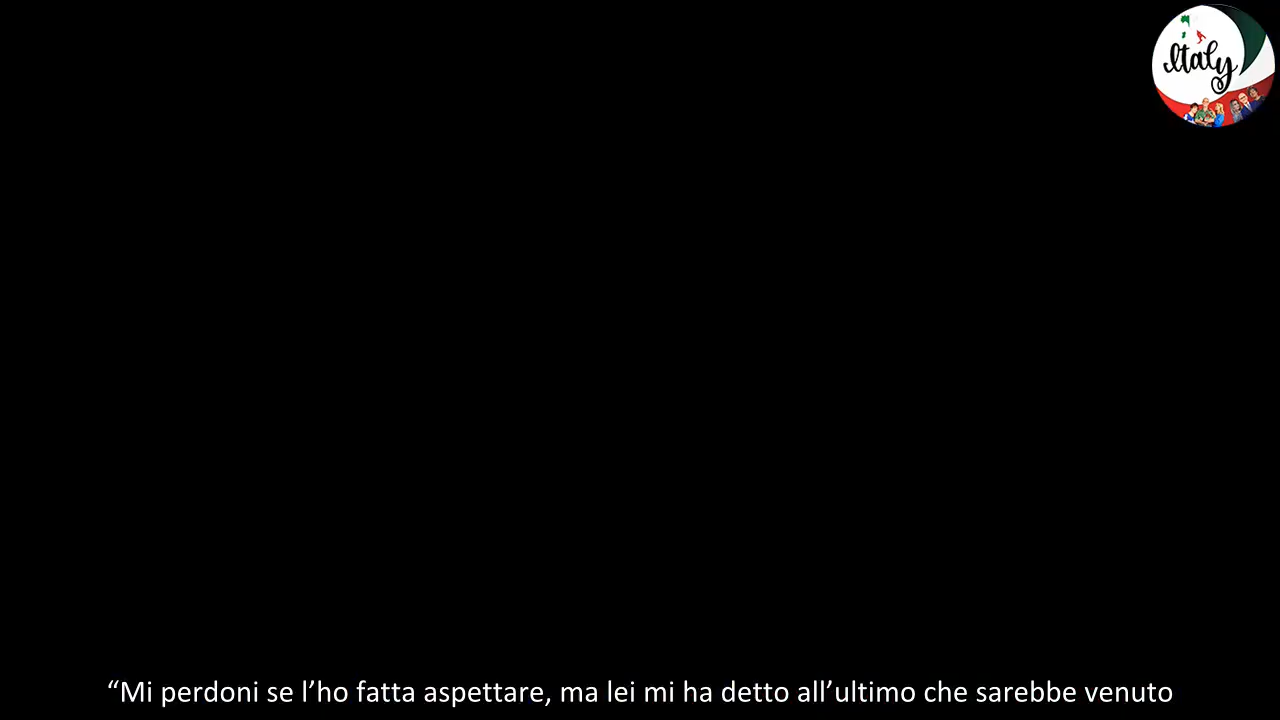 Italy
“Mi perdoni se l’ho fatta aspettare, ma lei mi ha detto all’ultimo che sarebbe venuto